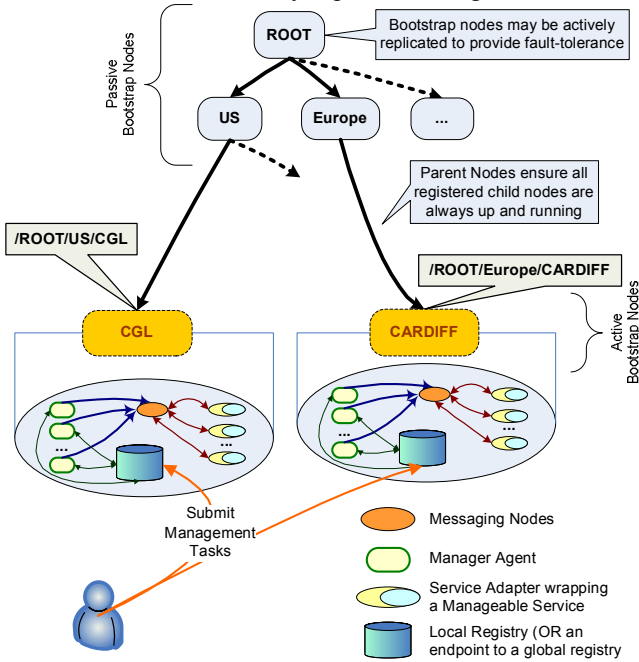 ROOT
Bootstrap nodes may be actively
replicated to provide fault-tolerance
Passive
Bootstrap Nodes
US
Europe
...
Parent Nodes ensure all
registered child nodes are
always up and running
/ROOT/US/CGL
/ROOT/Europe/CARDIFF
CGL
CARDIFF
Active
Bootstrap Nodes
...
...
...
...
Submit
Management
Tasks
Messaging Nodes
Manager Agent
Service Adapter wrapping
a Manageable Service
Local Registry (OR an
endpoint to a global registry